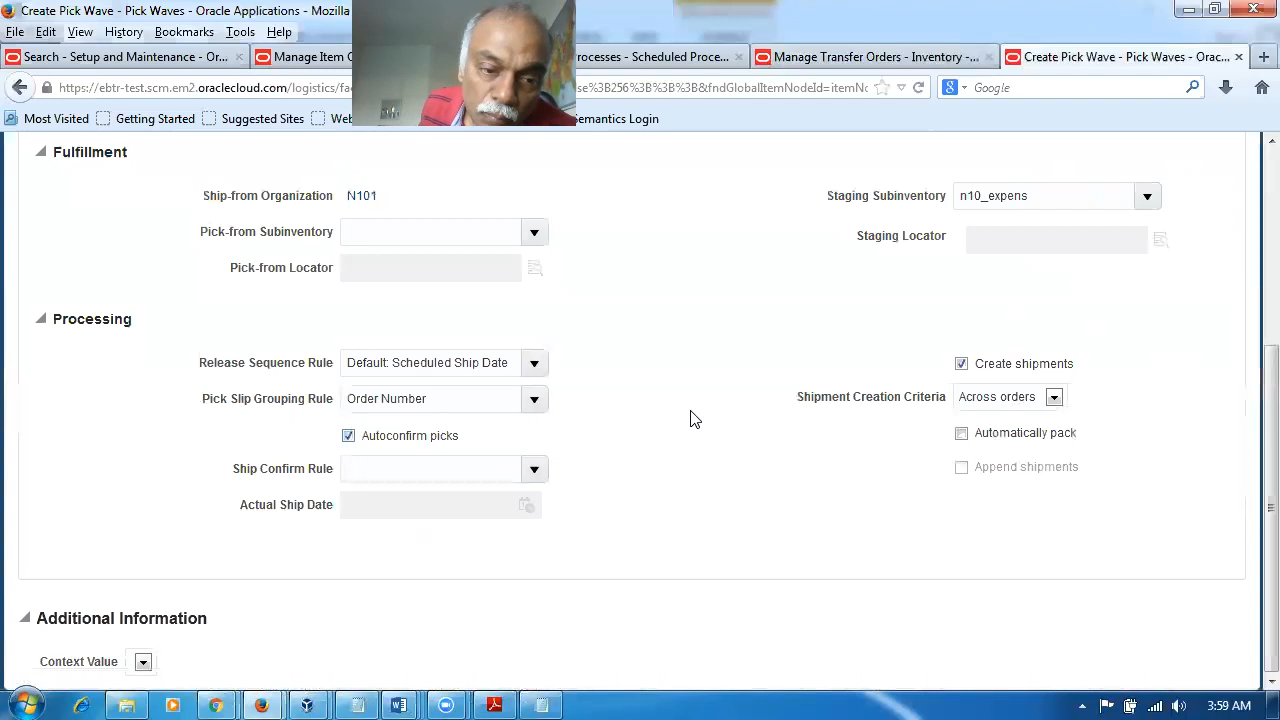 Create Pick Wave - Pick Waves - Oracle Applications - Mozilla
File Edit View History Bookmarks Tools Help
Search - Setup and Maintenance - Or...
Manage Item
Processes - Scheduled Proce...
Manage Transfer Orders - Inventory - ...
Create Pick Wave - Pick Waves - Orac...
https://ebtr-test.scm.em2.oraclecloud.com/logistics/fa
se%3B256%3B%3B%3B&fndGlobalItemNodeId=itemNo
Google
Most Visited Getting Started Suggested Sites
emantics Login
Fulfillment
Ship-from Organization N101
Staging Subinventory n10_expens
Pick-from Subinventory
Staging Locator
Pick-from Locator
Processing
Release Sequence Rule Default: Scheduled Ship Date
Create shipments
Pick Slip Grouping Rule Order Number
Shipment Creation Criteria Across orders
Autoconfirm picks
Automatically pack
Ship Confirm Rule
Append shipments
Actual Ship Date
Additional Information
Context Value
3:59 AM